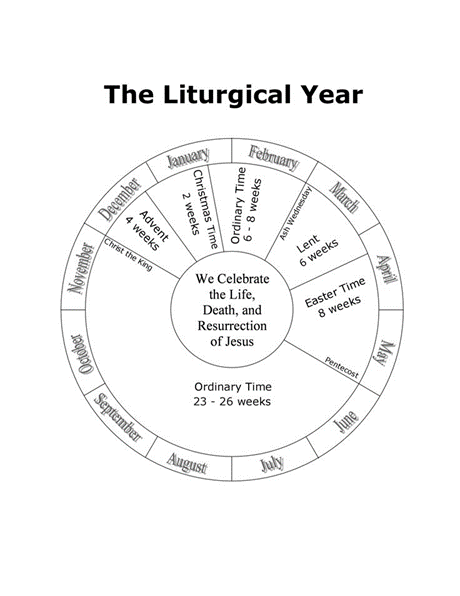 The Liturgical Year
January
February
March
April
May
June
July
August
September
October
November
December
Advent
4 weeks
Christmas Time
2 weeks
Ordinary Time
6 - 8 weeks
Ash Wednesday
Lent
6 weeks
Easter Time
8 weeks
Pentecost
Ordinary Time
23 - 26 weeks
Christ the King
We Celebrate
the Life,
Death, and
Resurrection
of Jesus